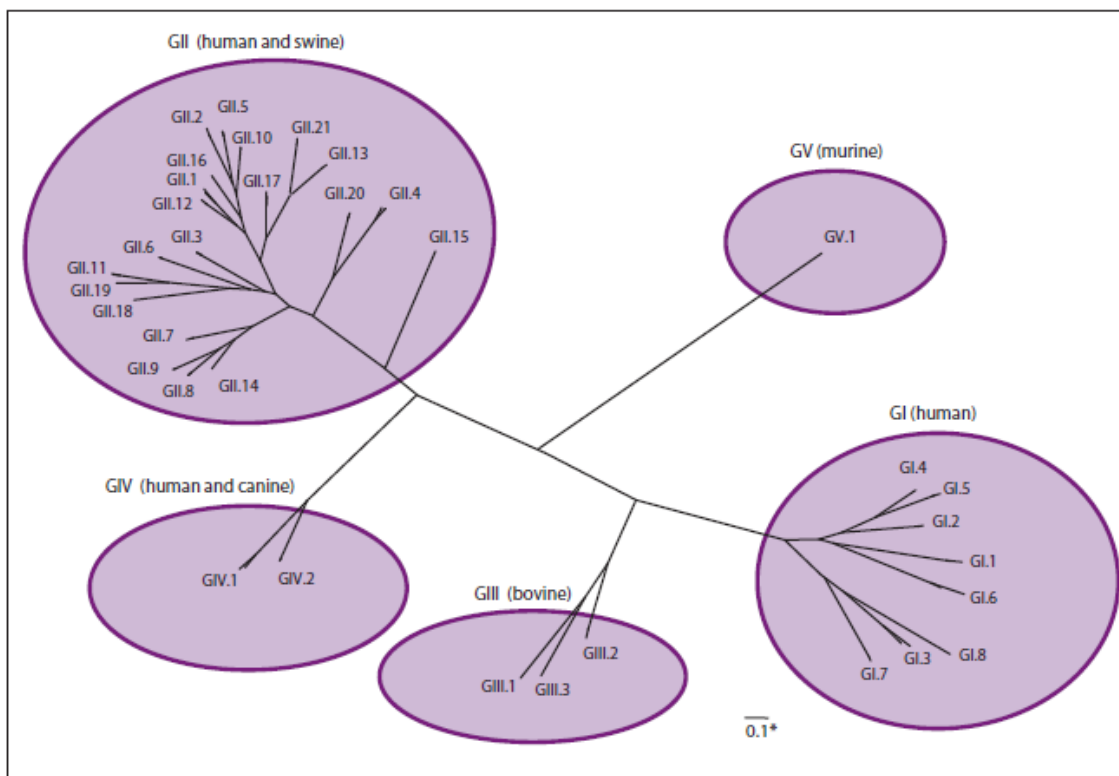 GII (human and swine)
GII.5
GII.2
GII.10
GII.21
GII.13
GII.16
GII.1
GII.17
GII.12
GII.20
GII.4
GII.3
GII.6
GII.15
GII.11
GII.19
GII.18
GII.7
GII.9
GII.8
GII.14
GV (murine)
GV.1
GI (human)
GI.4
GI.5
GI.2
GI.1
GI.6
GI.3
GI.8
GI.7
GIV (human and canine)
GIV.1
GIV.2
GIII (bovine)
GIII.2
GIII.1
GIII.3
0.1*